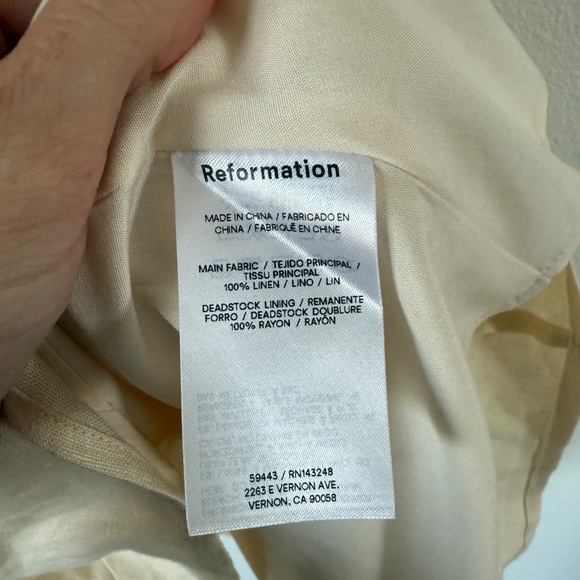 Reformation
MADE IN CHINA / FABRICADO EN
CHINA / FABRIQUÉ EN CHINE
MAIN FABRIC / TEJIDO PRINCIPAL /
TISSU PRINCIPAL
100% LINEN / LINO / LIN
DEADSTOCK LINING / REMANENTE
FORRO / DEADSTOCK DOUBLURE
100% RAYON / RAYÓN
59443 / RN143248
2263 E VERNON AVE.
VERNON, CA 90058